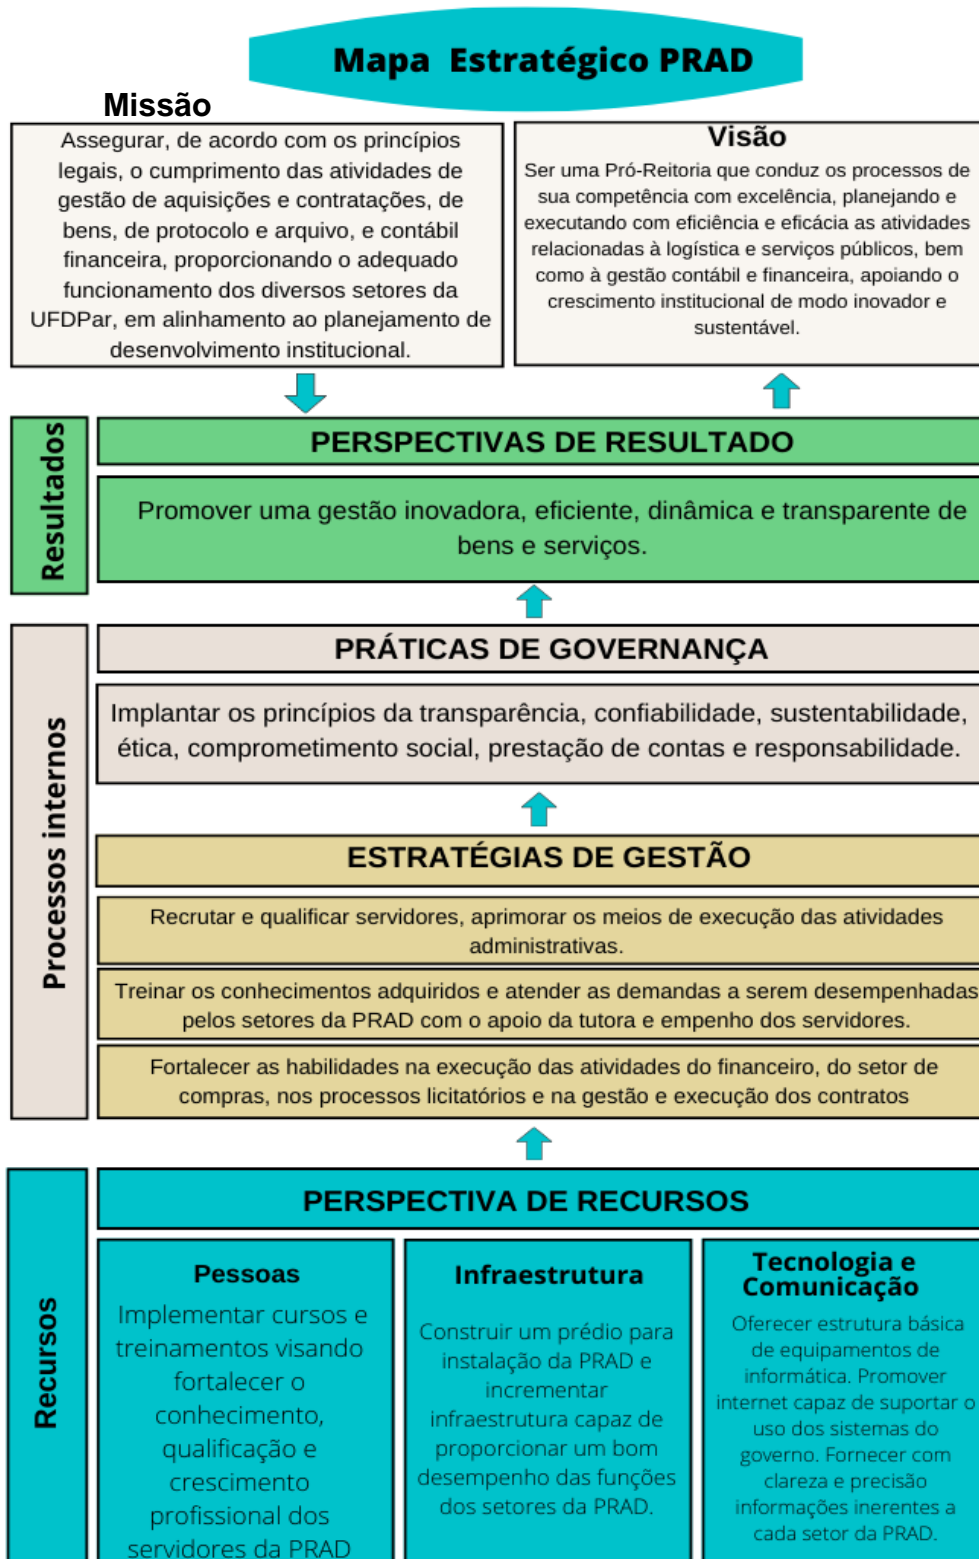 Mapa Estratégico PRAD
Missão
Assegurar, de acordo com os princípios
legais, o cumprimento das atividades de
gestão de aquisições e contratações, de
bens, de protocolo e arquivo, e contábil
financeira, proporcionando o adequado
funcionamento dos diversos setores da
UFDPar, em alinhamento ao planejamento de
desenvolvimento institucional.
Visão
Ser uma Pró-Reitoria que conduz os processos de
sua competência com excelência, planejando e
executando com eficiência e eficácia as atividades
relacionadas à logística e serviços públicos, bem
como à gestão contábil e financeira, apoiando o
crescimento institucional de modo inovador e
sustentável.
Resultados
PERSPECTIVAS DE RESULTADO
Promover uma gestão inovadora, eficiente, dinâmica e transparente de
bens e serviços.
Processos internos
PRÁTICAS DE GOVERNANÇA
Implantar os princípios da transparência, confiabilidade, sustentabilidade,
ética, comprometimento social, prestação de contas e responsabilidade.
ESTRATÉGIAS DE GESTÃO
Recrutar e qualificar servidores, aprimorar os meios de execução das atividades
administrativas.
Treinar os conhecimentos adquiridos e atender as demandas a serem desempenhadas
pelos setores da PRAD com o apoio da tutora e empenho dos servidores.
Fortalecer as habilidades na execução das atividades do financeiro, do setor de
compras, nos processos licitatórios e na gestão e execução dos contratos
Recursos
PERSPECTIVA DE RECURSOS
Pessoas
Implementar cursos e
treinamentos visando
fortalecer o
conhecimento,
qualificação e
crescimento
profissional dos
servidores da PRAD
Infraestrutura
Construir um prédio para
instalação da PRAD e
incrementar
infraestrutura capaz de
proporcionar um bom
desempenho das funções
dos setores da PRAD.
Tecnologia e
Comunicação
Oferecer estrutura básica
de equipamentos de
informática. Promover
internet capaz de suportar o
uso dos sistemas do
governo. Fornecer com
clareza e precisão
informações inerentes a
cada setor da PRAD.